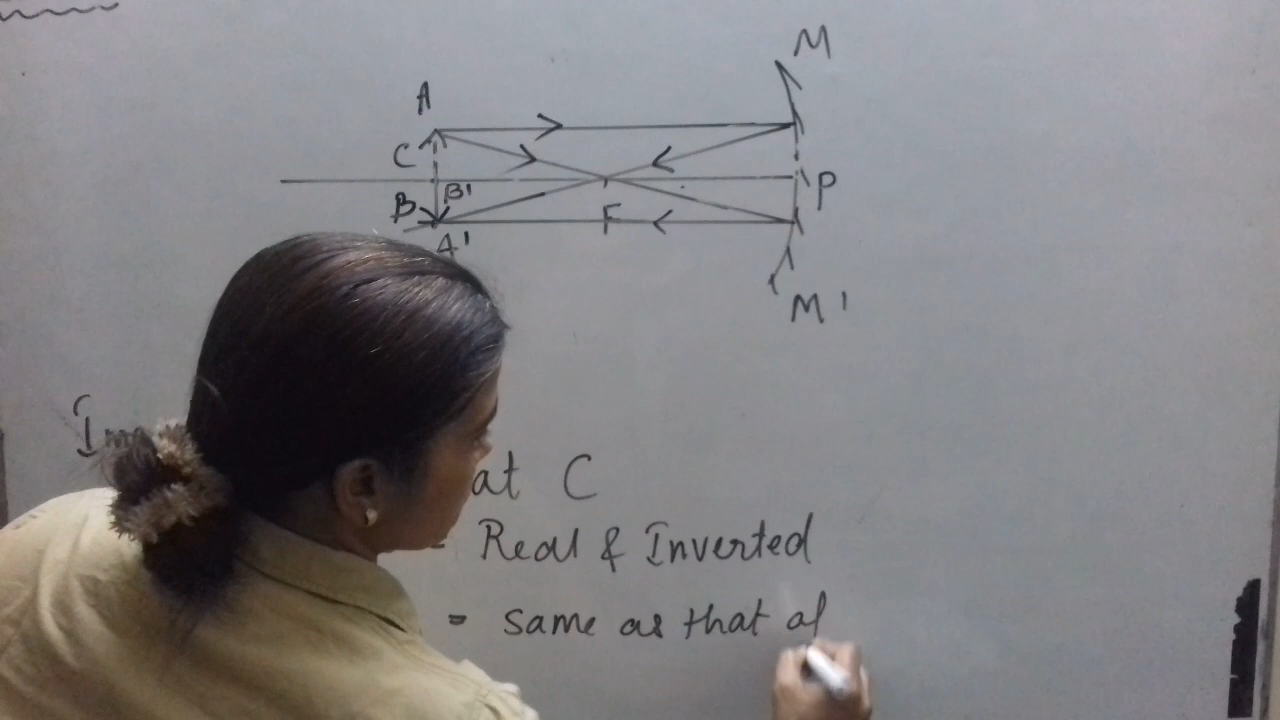 M
A
C
P
B B'
F
A'
M'
at C
- Real & Inverted
= same as that of